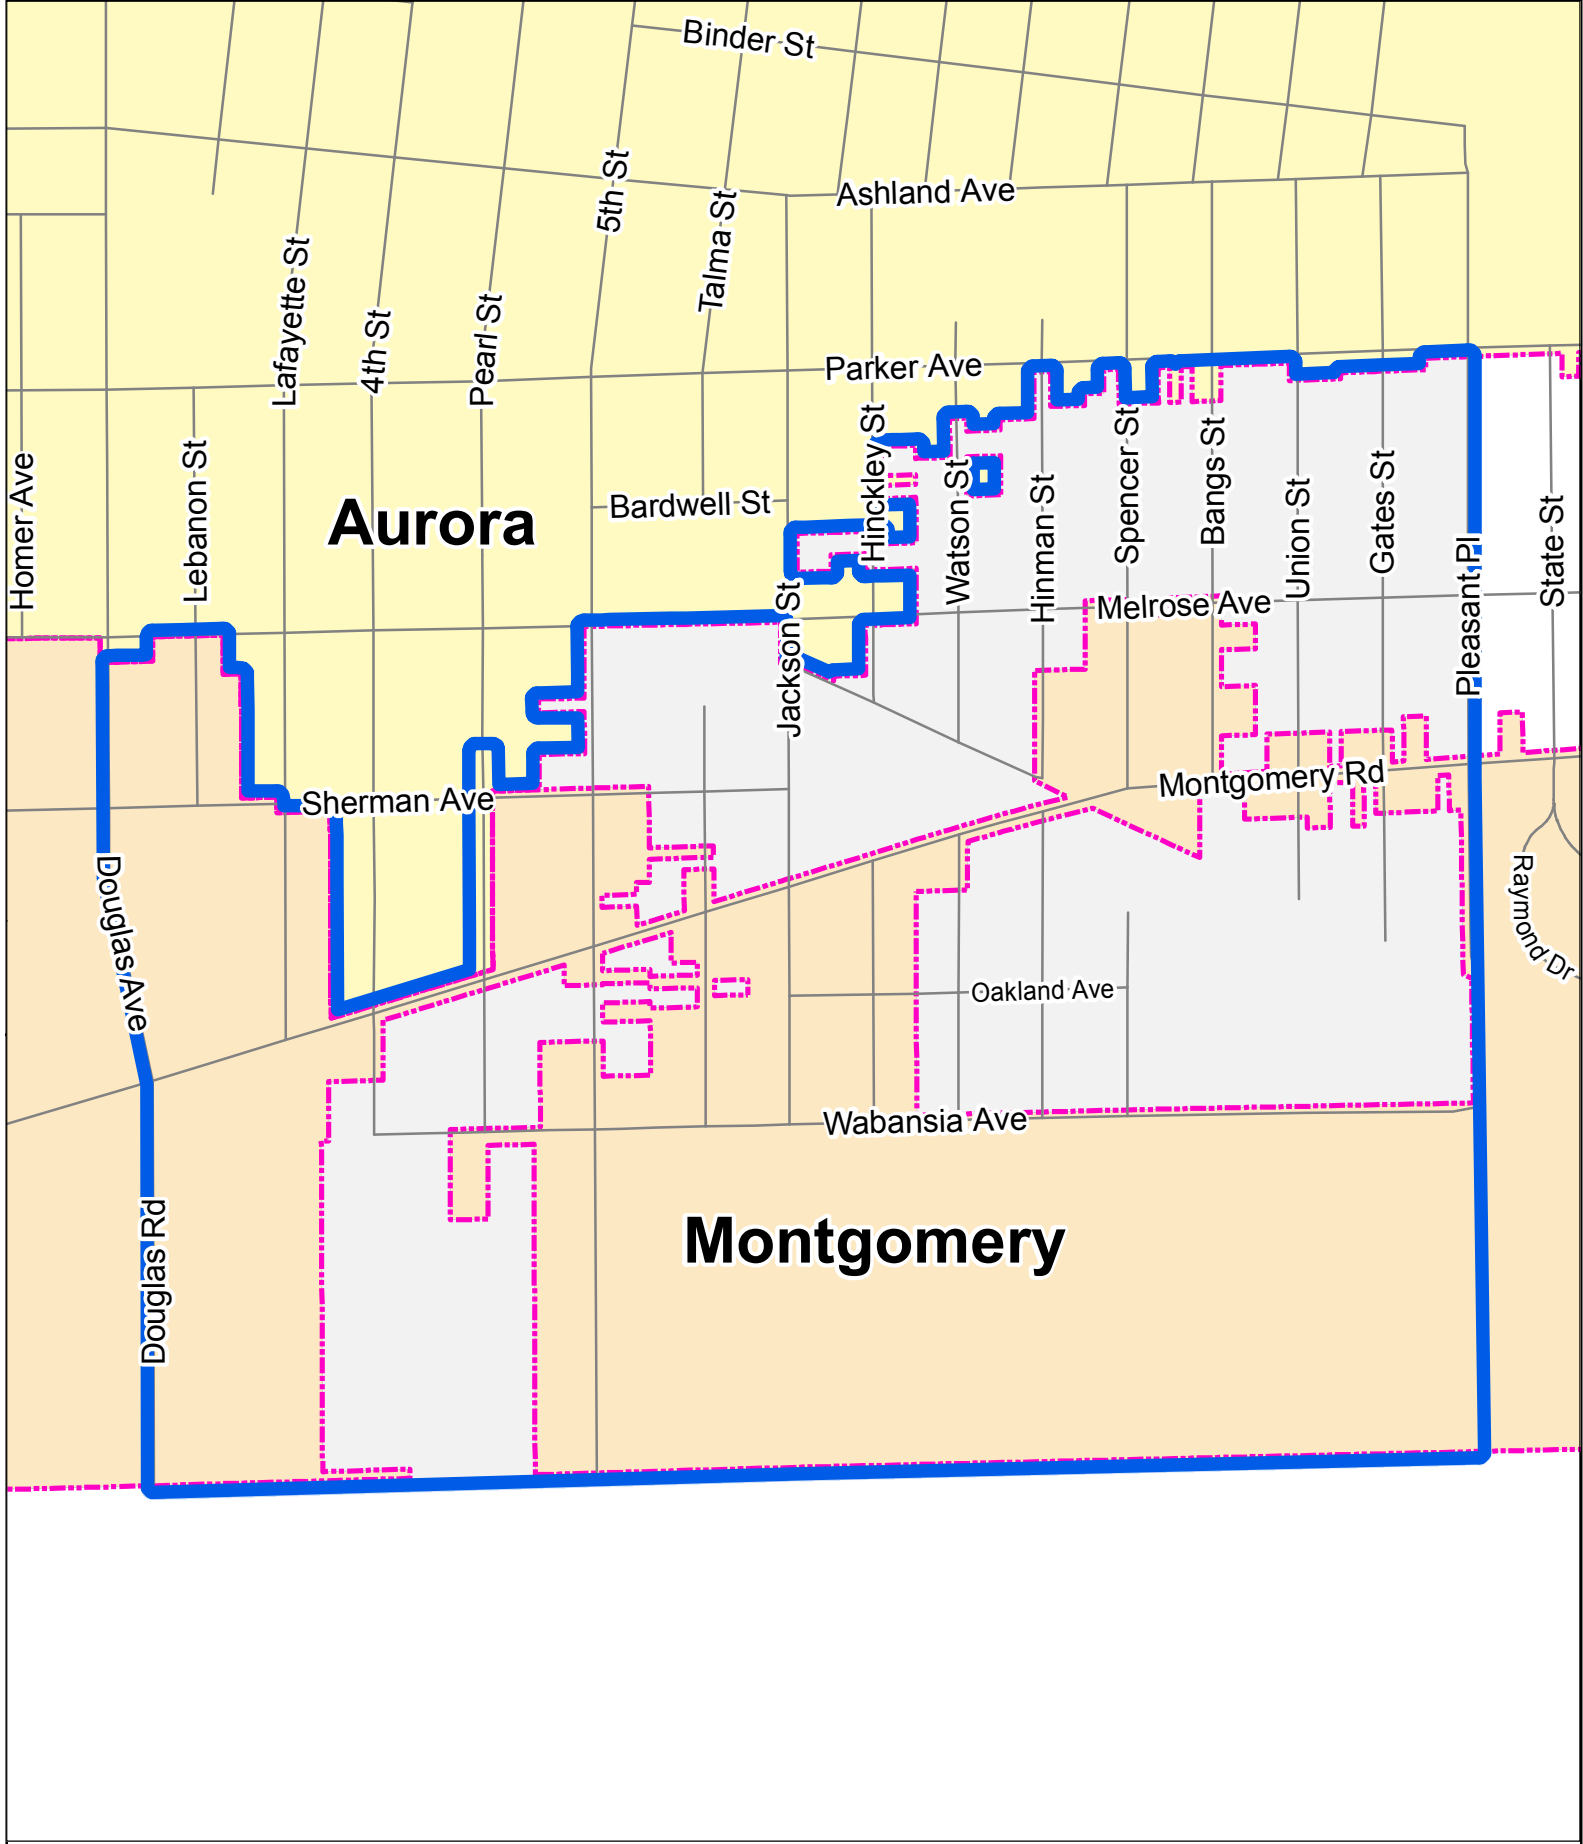 Binder St
Ashland Ave
5th St
Talma St
Lafayette St
4th St
Pearl St
Parker Ave
Homer Ave
Lebanon St
Aurora
Bardwell St
Hinckley St
Watson St
Hinman St
Spencer St
Bangs St
Union St
Gates St
Pleasant Pl
State St
Jackson St
Melrose Ave
Montgomery Rd
Sherman Ave
Douglas Ave
Raymond Dr
Oakland Ave
Wabansia Ave
Montgomery
Douglas Rd